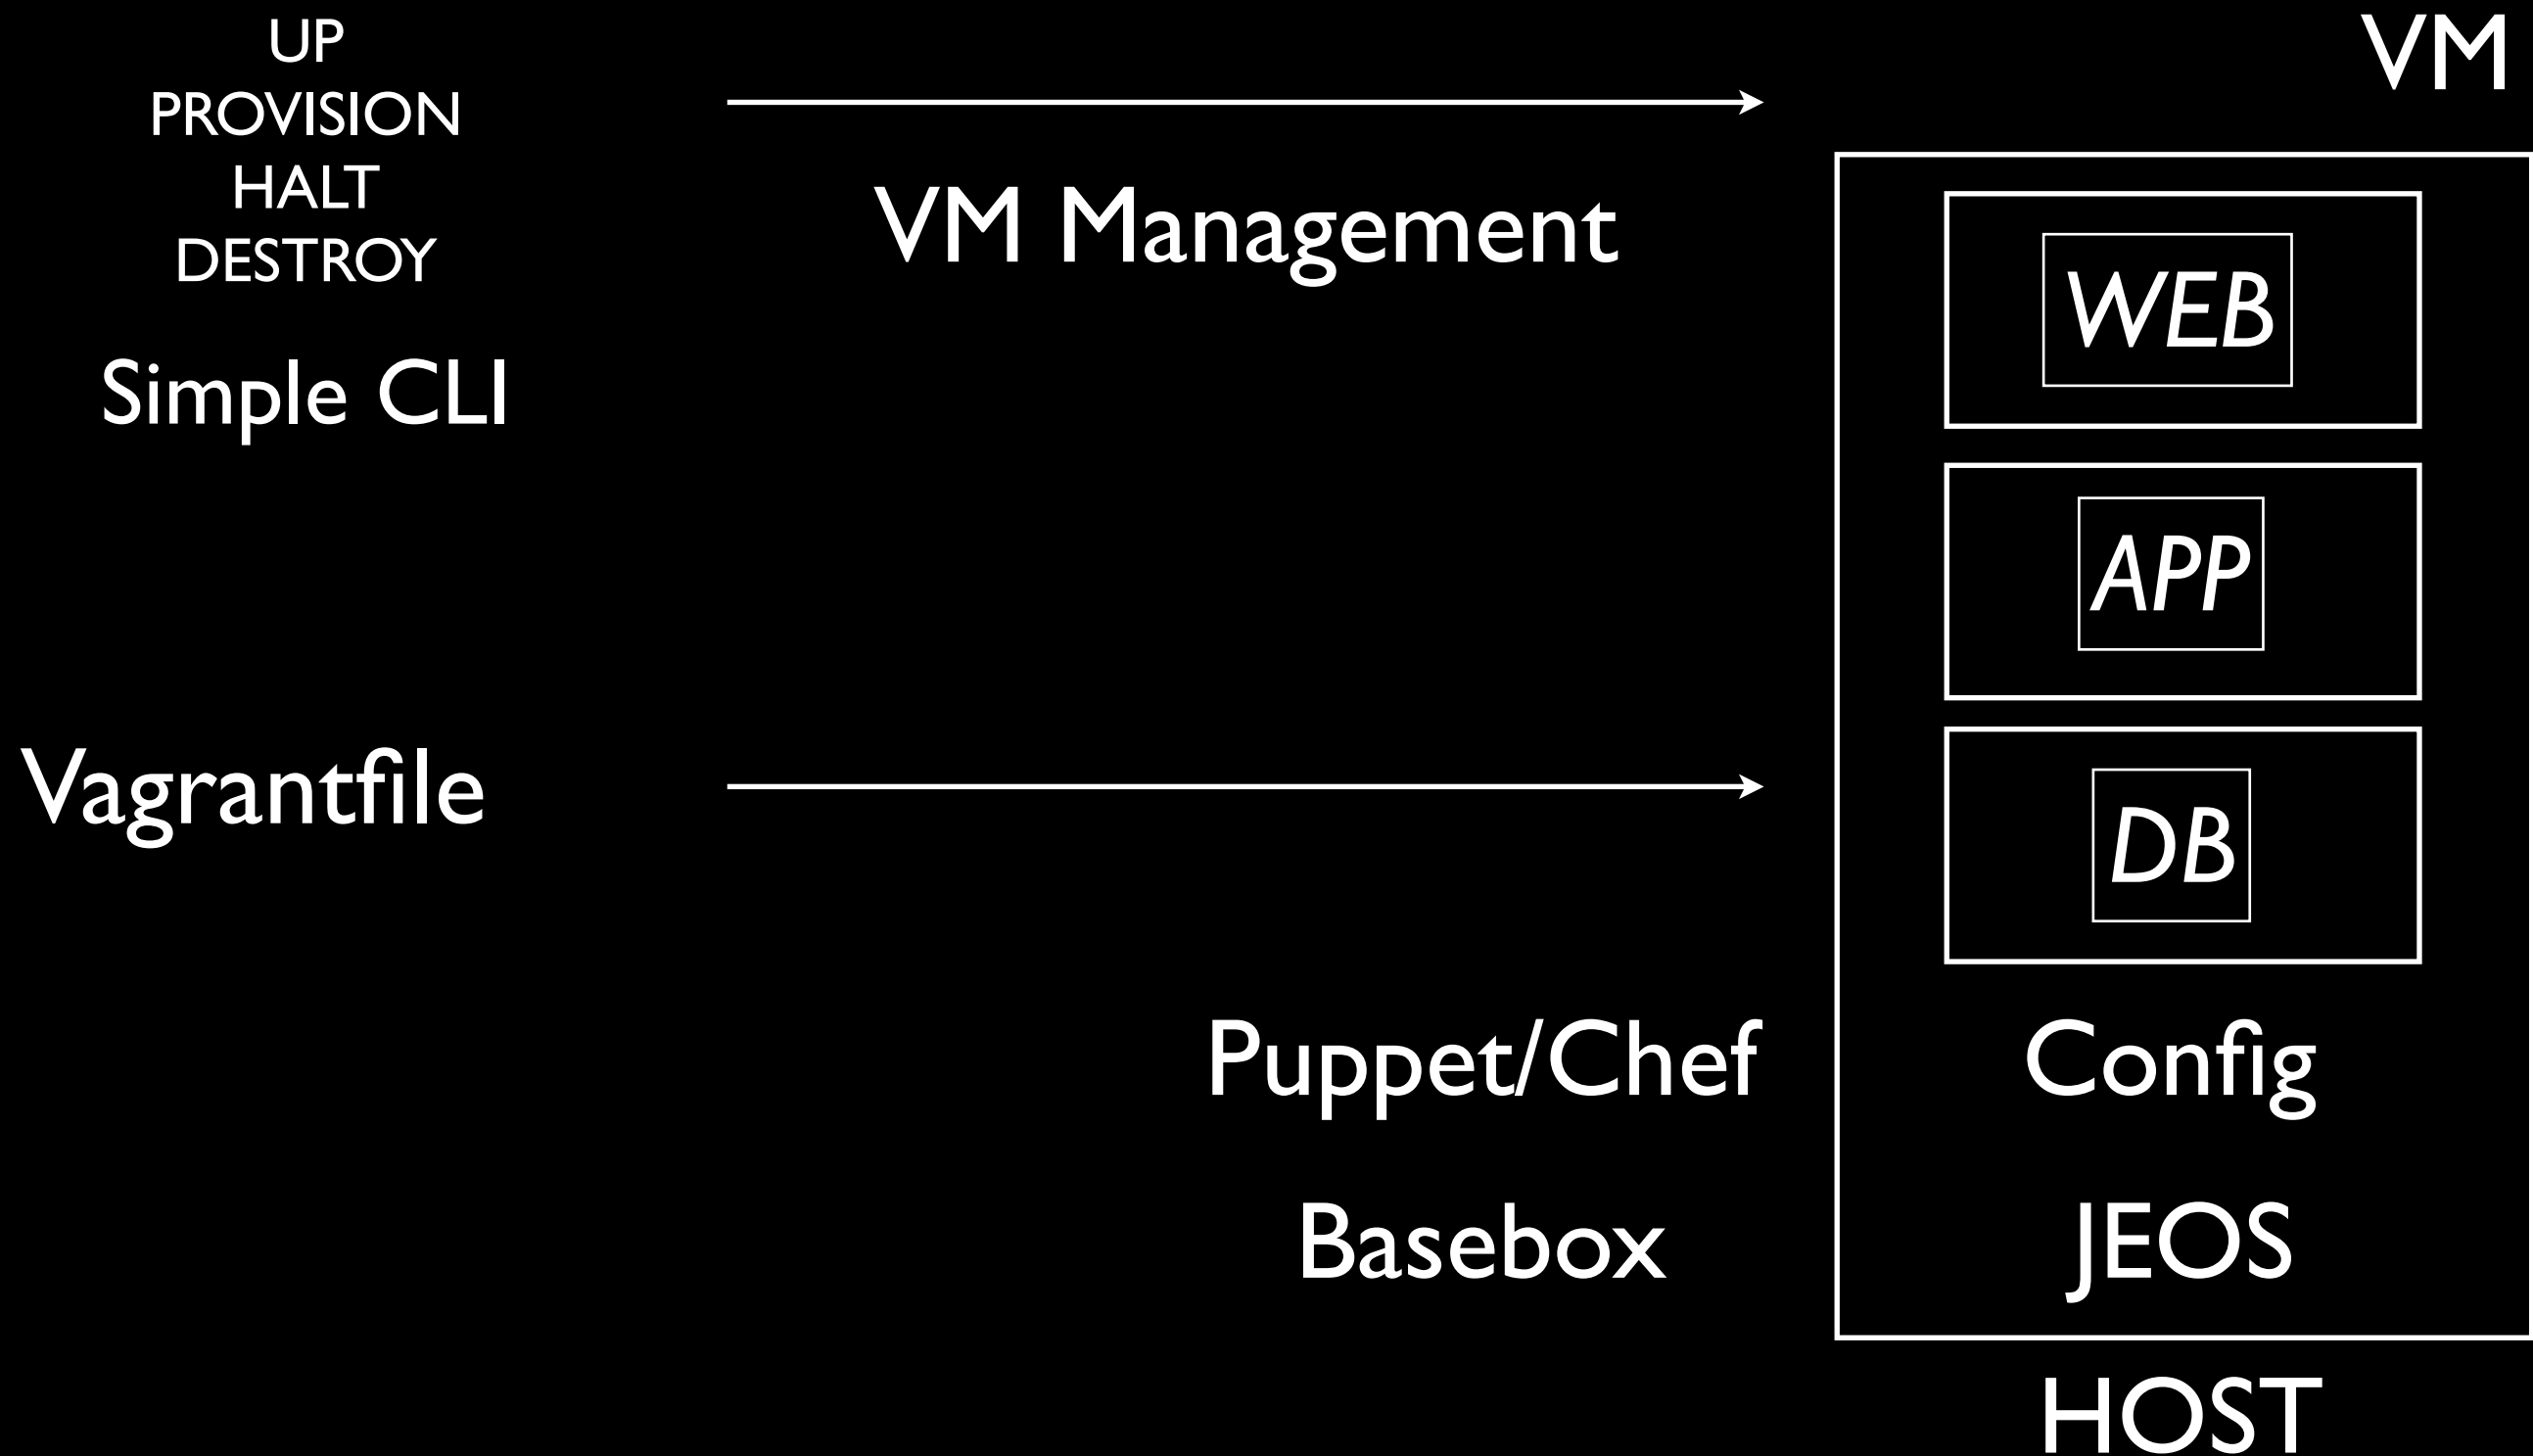 UP
PROVISION
HALT
DESTROY
Simple CLI
VM Management
VM
WEB
APP
Vagrantfile
DB
Puppet/Chef
Config
Basebox
JEOS
HOST